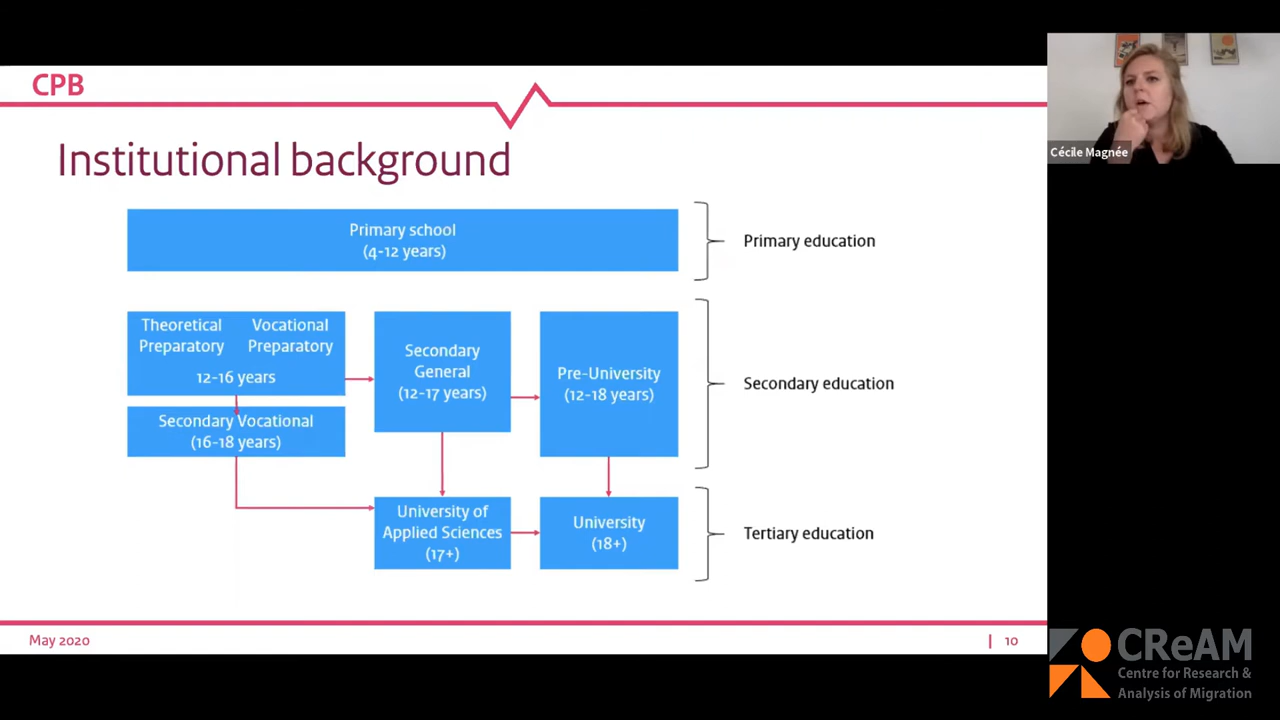 CPB
Institutional background
Primary school
(4-12 years)
Primary education
Theoretical
Preparatory
Vocational
Preparatory
12-16 years
Secondary
General
(12-17 years)
Pre-University
(12-18 years)
Secondary education
Secondary Vocational
(16-18 years)
University of
Applied Sciences
(17+)
University
(18+)
Tertiary education
May 2020
| 10
Cécile Magnée
CReAM
Centre for Research &
Analysis of Migration